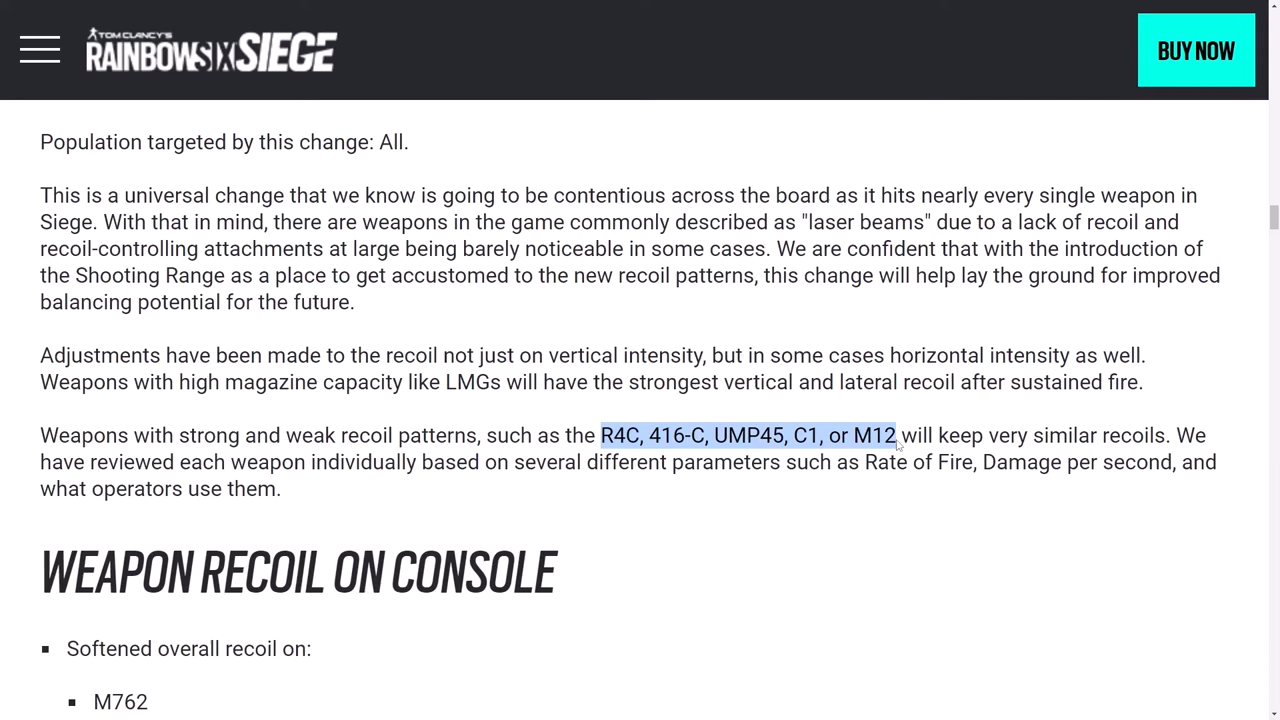 TOM CLANCY'S
RAINBOWSIX SIEGE
BUY NOW
Population targeted by this change: All.
This is a universal change that we know is going to be contentious across the board as it hits nearly every single weapon in
Siege. With that in mind, there are weapons in the game commonly described as "laser beams" due to a lack of recoil and
recoil-controlling attachments at large being barely noticeable in some cases. We are confident that with the introduction of
the Shooting Range as a place to get accustomed to the new recoil patterns, this change will help lay the ground for improved
balancing potential for the future.
Adjustments have been made to the recoil not just on vertical intensity, but in some cases horizontal intensity as well.
Weapons with high magazine capacity like LMGs will have the strongest vertical and lateral recoil after sustained fire.
Weapons with strong and weak recoil patterns, such as the R4C, 416-C, UMP45, C1, or M12 will keep very similar recoils. We
have reviewed each weapon individually based on several different parameters such as Rate of Fire, Damage per second, and
what operators use them.
WEAPON RECOIL ON CONSOLE
▪ Softened overall recoil on:
▪ M762